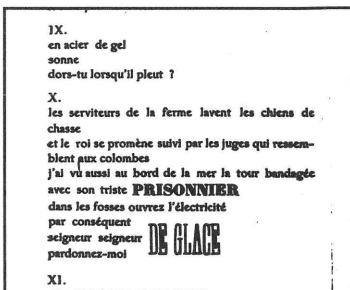 IX.
en acier de gel
sonne
dors-tu lorsqu'il pleut ?
X.
les serviteurs de la ferme lavent les chiens de
chasse
et le roi se promène suivi par les juges qui ressem-
blent aux colombes
j'ai vu aussi au bord de la mer la tour bandagée
avec son triste PRISONNIER
dans les fosses ouvrez l'électricité
par conséquent
seigneur seigneur DE GLACE
pardonnez-moi
XI.